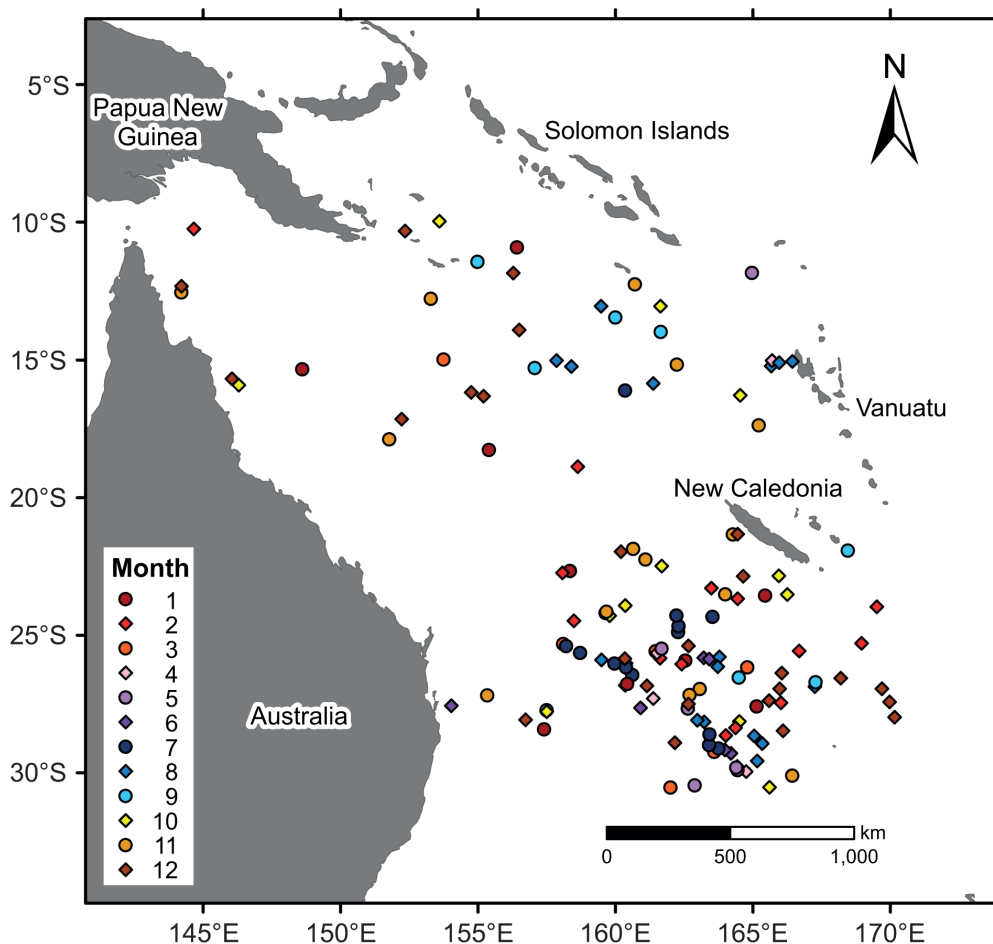 N
5°S
Papua New
Guinea
Solomon Islands
10°S
15°S
Vanuatu
New Caledonia
20°S
Month
1
2
3
4
5
6
7
8
9
10
11
12
25°S
Australia
30°S
km
0 500 1,000
145°E 150°E 155°E 160°E 165°E 170°E